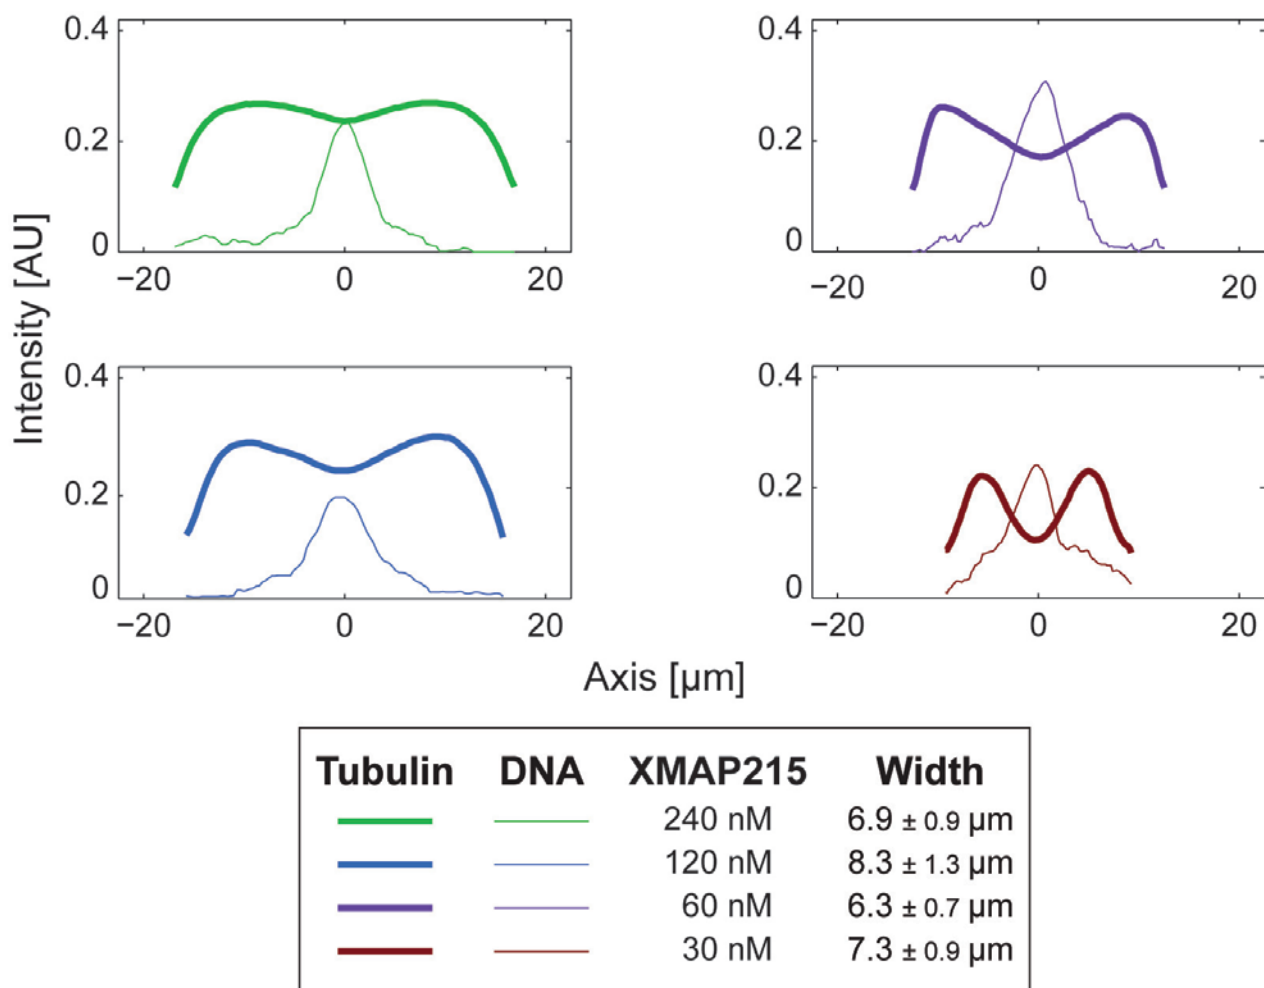 Intensity [AU]
0.4
0.2
0
−20 0 20
0.4
0.2
0
−20 0 20
0.4
0.2
0
−20 0 20
0.4
0.2
0
−20 0 20
Axis [µm]
Tubulin DNA XMAP215 Width
240 nM 6.9 ± 0.9 µm
120 nM 8.3 ± 1.3 µm
60 nM 6.3 ± 0.7 µm
30 nM 7.3 ± 0.9 µm